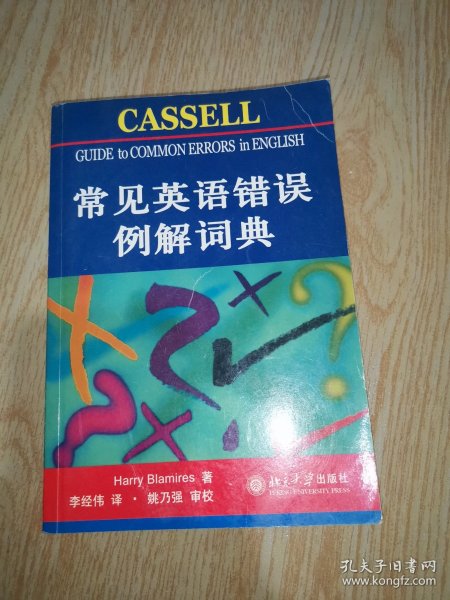 CASSELL
GUIDE to COMMON ERRORS in ENGLISH
常见英语错误
例解词典
Harry Blamires 著
李经伟 译 · 姚乃强 审校
北京大学出版社
PEKING UNIVERSITY PRESS
孔夫子旧书网
www.kongfz.com